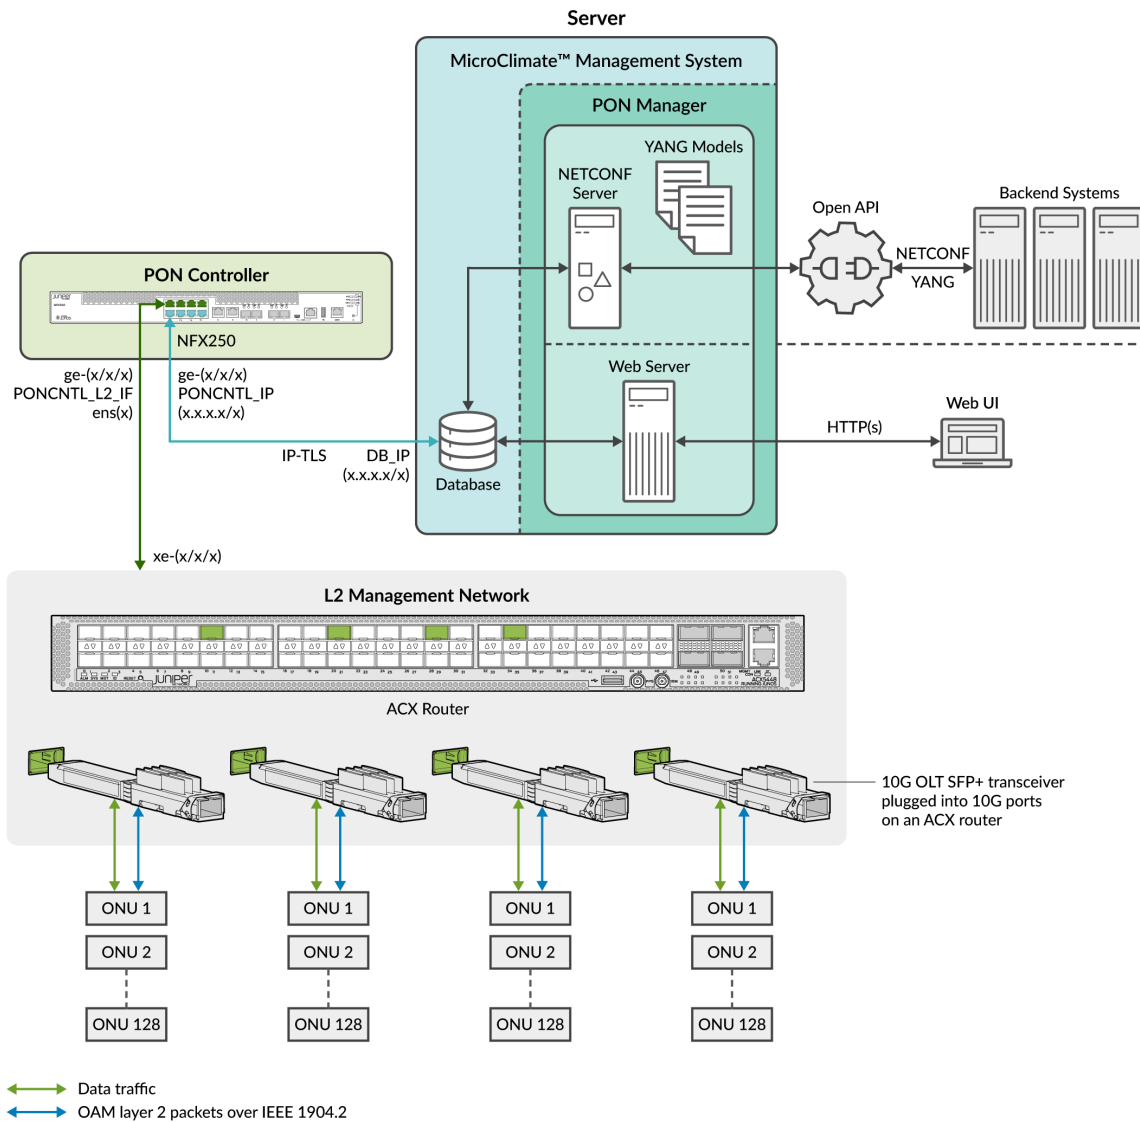 Server
MicroClimate™ Management System
PON Manager
YANG Models
NETCONF
Server
Open API
Backend Systems
NETCONF
YANG
PON Controller
NFX250
ge-(x/x/x)
PONCNTL_L2_IF
ens(x)
ge-(x/x/x)
PONCNTL_IP
(x.x.x.x/x)
Web Server
Web UI
HTTP(s)
IP-TLS
DB_IP
(x.x.x.x/x)
Database
xe-(x/x/x)
L2 Management Network
juniper
ACX5448
RUNNING JUNOS
ACX Router
10G OLT SFP+ transceiver
plugged into 10G ports
on an ACX router
ONU 1
ONU 1
ONU 1
ONU 1
ONU 2
ONU 2
ONU 2
ONU 2
ONU 128
ONU 128
ONU 128
ONU 128
Data traffic
OAM layer 2 packets over IEEE 1904.2